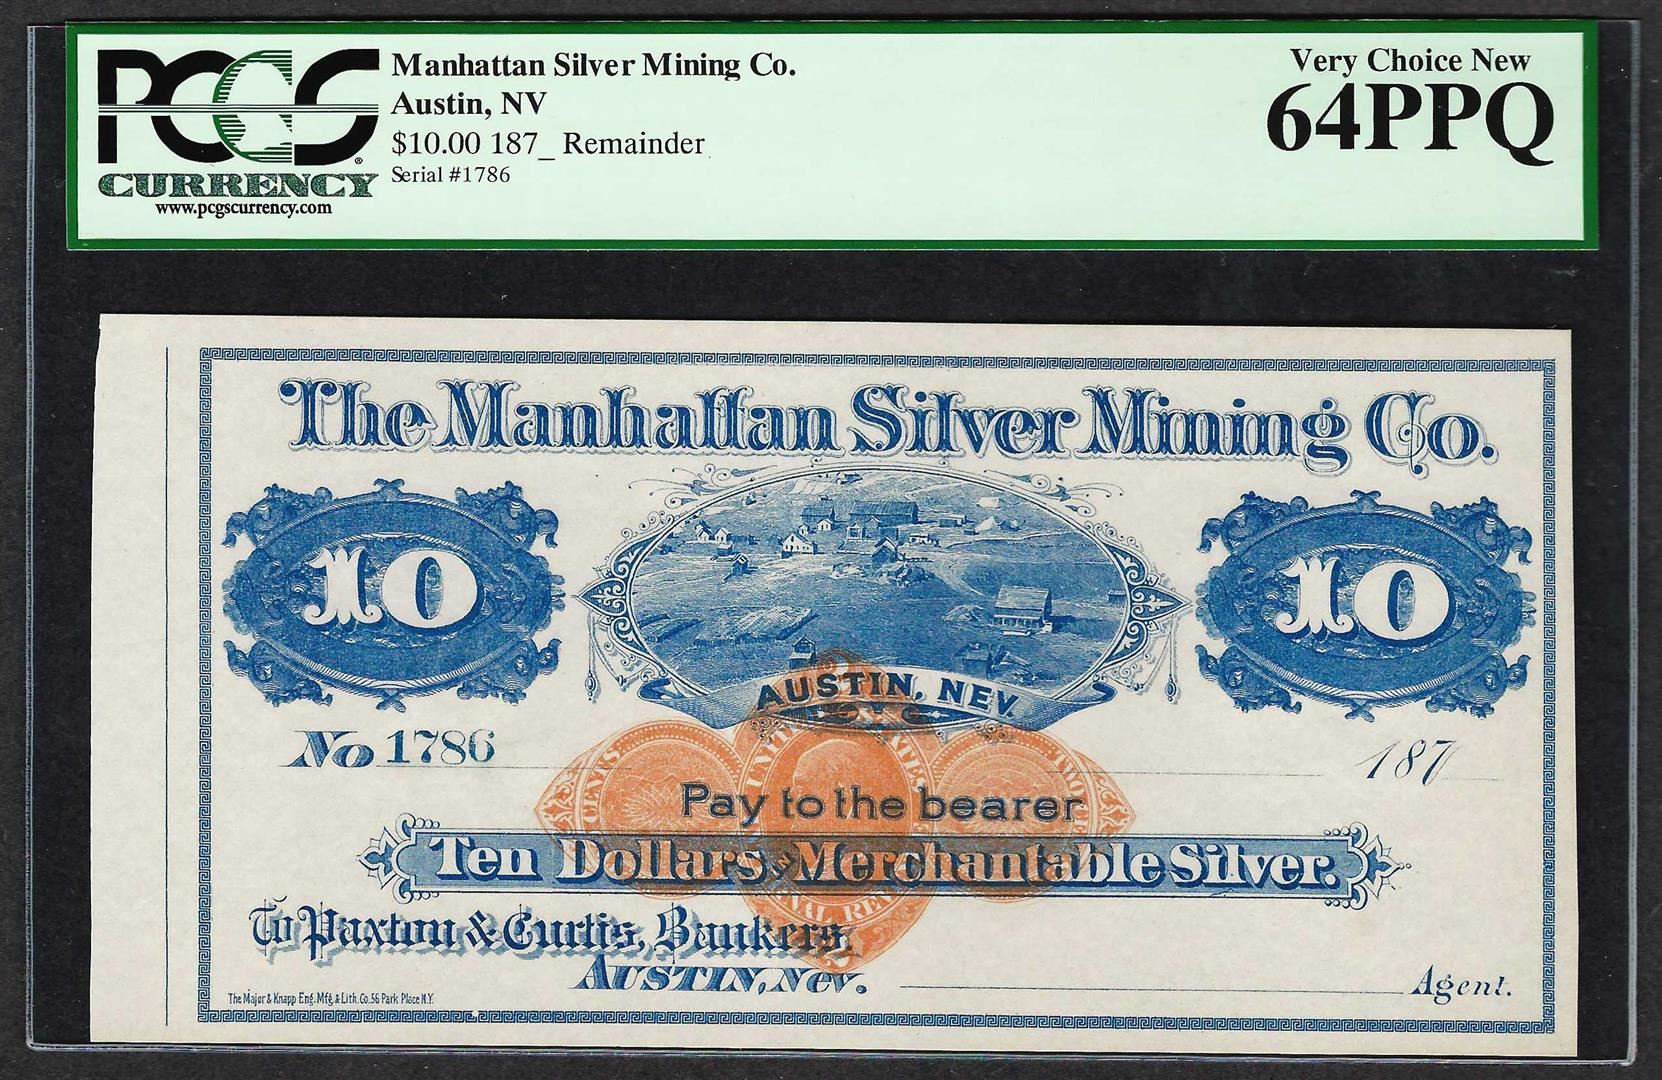 PCGS
CURRENCY
www.pcgscurrency.com
Manhattan Silver Mining Co.
Austin, NV
$10.00 187_ Remainder
Serial #1786
Very Choice New
64PPQ
The Manhattan Silver Mining Co.
10 10
AUSTIN, NEV.
No 1786 187
Pay to the bearer
Ten Dollars, Merchantable Silver.
To Paxton & Curtis, Bankers,
AUSTIN, Nev. Agent.
The Major & Knapp Eng. Mfg. & Lith. Co. 56 Park Place N.Y.